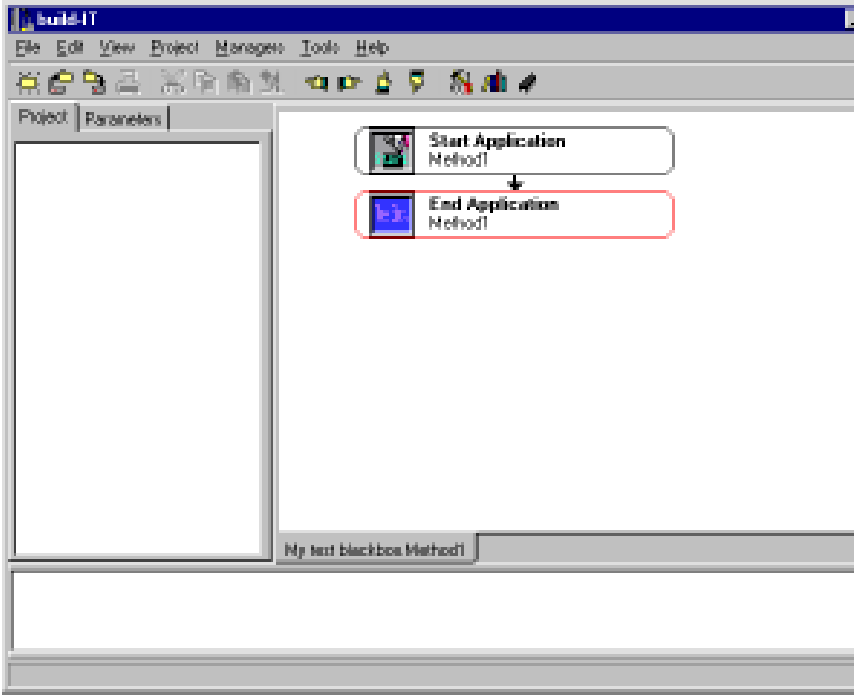 build-IT
File Edit View Project Managers Tools Help
Project Parameters
Start Application
Method1
End Application
Method1
My test blackbox.Method1